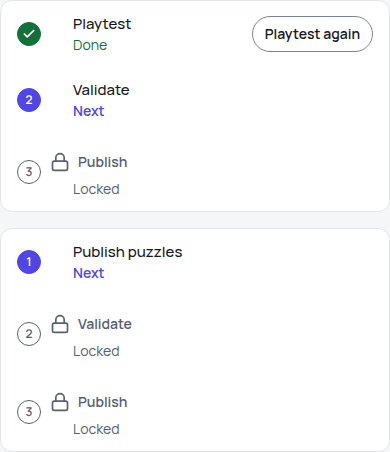 Playtest
Done
Playtest again
2
Validate
Next
3
Publish
Locked
1
Publish puzzles
Next
2
Validate
Locked
3
Publish
Locked